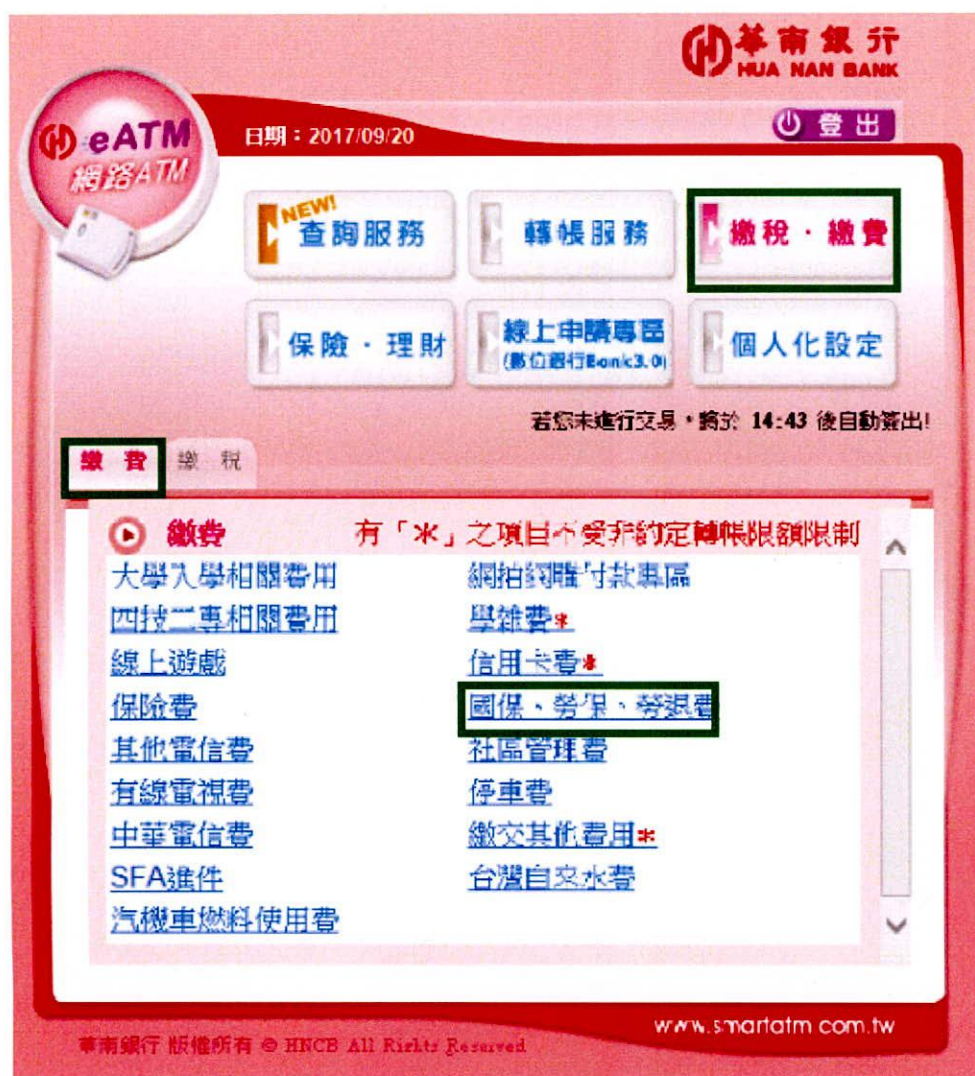 華南銀行
HUA NAN BANK
eATM
網路ATM
日期：2017/09/20
登出
NEW!
查詢服務
轉帳服務
繳稅·繳費
保險·理財
線上申請專區
(數位銀行Bank3.0)
個人化設定
若您未進行交易，將於 14:43 後自動簽出!
繳費 繳稅
繳費 有「*」之項目不受非約定轉帳限額限制
大學入學相關費用 網拍網購付款專區
四技二專相關費用 學雜費*
線上遊戲 信用卡費*
保險費 國保、勞保、勞退費
其他電信費 社區管理費
有線電視費 停車費
中華電信費 繳交其他費用*
SFA進件 台灣自來水費
汽機車燃料使用費
www.smartatm.com.tw
華南銀行 版權所有 © HNCB All Rights Reserved